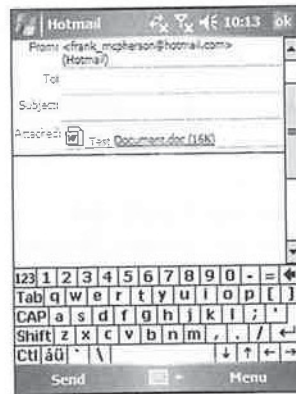 Hotmail 10:13 ok
From: <frank_mcpherson@hotmail.com>
(Hotmail)
To:
Subject:
Attached: Test Document.doc (16K)
123 1 2 3 4 5 6 7 8 9 0 - =
Tab q w e r t y u i o p [ ]
CAP a s d f g h j k l ; '
Shift z x c v b n m , . /
Ctl áü ` \
Send Menu